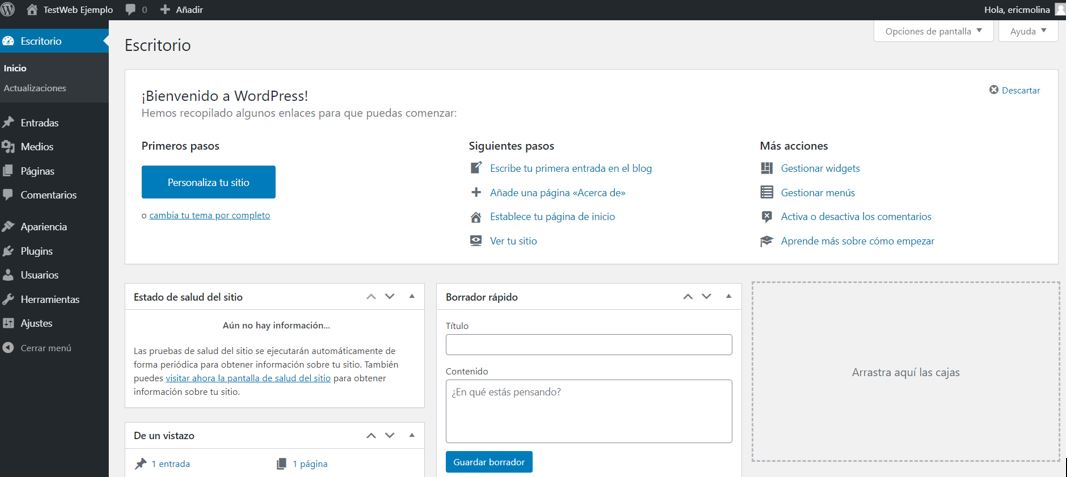 TestWeb Ejemplo 0 Añadir Hola, ericmolina
Escritorio
Inicio
Actualizaciones
Entradas
Medios
Páginas
Comentarios
Apariencia
Plugins
Usuarios
Herramientas
Ajustes
Cerrar menú
Opciones de pantalla Ayuda
Escritorio
Descartar
¡Bienvenido a WordPress!
Hemos recopilado algunos enlaces para que puedas comenzar:
Primeros pasos
Personaliza tu sitio
o cambia tu tema por completo
Siguientes pasos
Escribe tu primera entrada en el blog
Añade una página «Acerca de»
Establece tu página de inicio
Ver tu sitio
Más acciones
Gestionar widgets
Gestionar menús
Activa o desactiva los comentarios
Aprende más sobre cómo empezar
Estado de salud del sitio
Aún no hay información...
Las pruebas de salud del sitio se ejecutarán automáticamente de
forma periódica para obtener información sobre tu sitio. También
puedes visitar ahora la pantalla de salud del sitio para obtener
información sobre tu sitio.
De un vistazo
1 entrada 1 página
Borrador rápido
Título
Contenido
¿En qué estás pensando?
Guardar borrador
Arrastra aquí las cajas